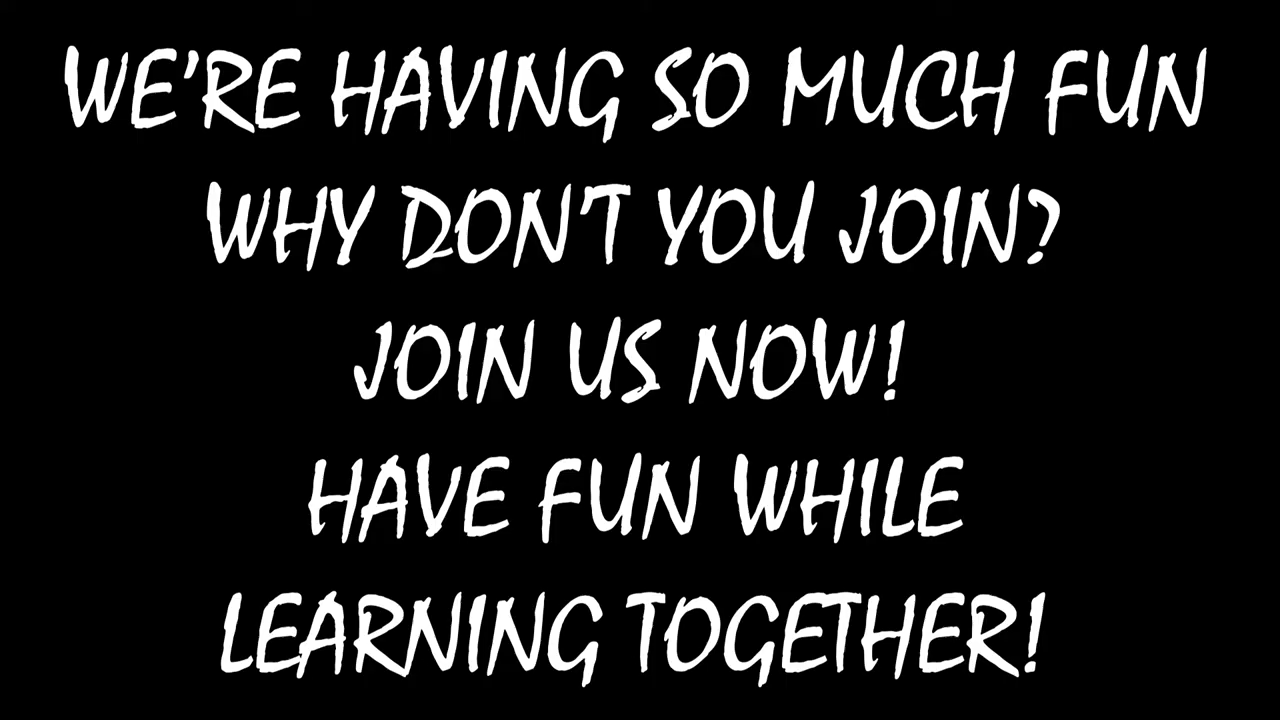 WE'RE HAVING SO MUCH FUN
WHY DON'T YOU JOIN?
JOIN US NOW!
HAVE FUN WHILE
LEARNING TOGETHER!